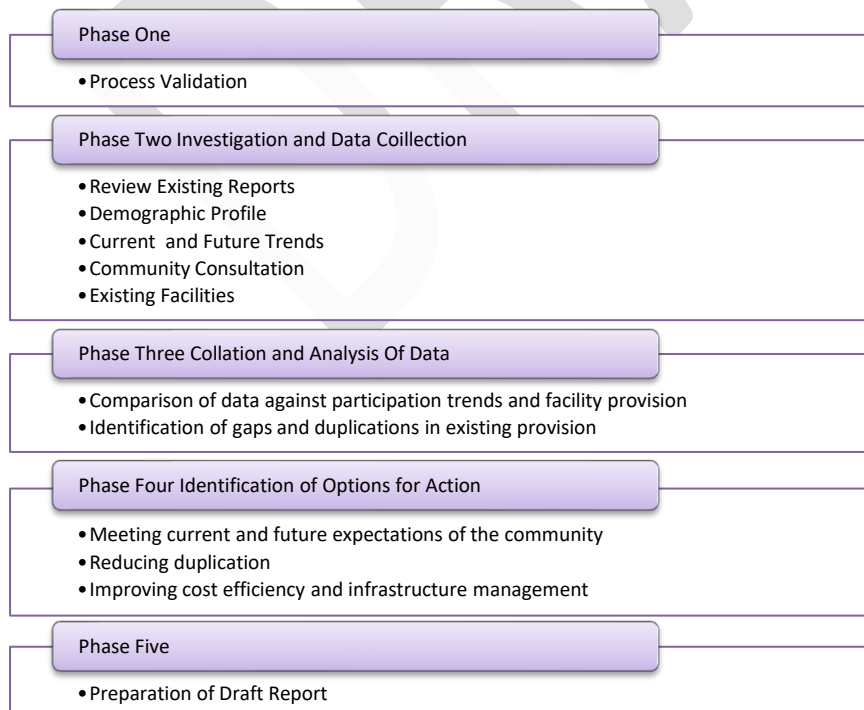 Phase One
•Process Validation
Phase Two Investigation and Data Coillection
•Review Existing Reports
•Demographic Profile
•Current and Future Trends
•Community Consultation
•Existing Facilities
Phase Three Collation and Analysis Of Data
•Comparison of data against participation trends and facility provision
•Identification of gaps and duplications in existing provision
Phase Four Identification of Options for Action
•Meeting current and future expectations of the community
•Reducing duplication
•Improving cost efficiency and infrastructure management
Phase Five
•Preparation of Draft Report